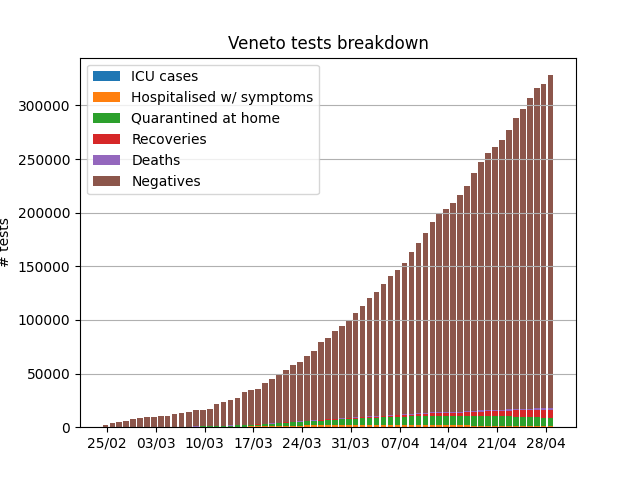 Veneto tests breakdown
ICU cases
Hospitalised w/ symptoms
Quarantined at home
Recoveries
Deaths
Negatives
# tests
300000
250000
200000
150000
100000
50000
0
25/02 03/03 10/03 17/03 24/03 31/03 07/04 14/04 21/04 28/04